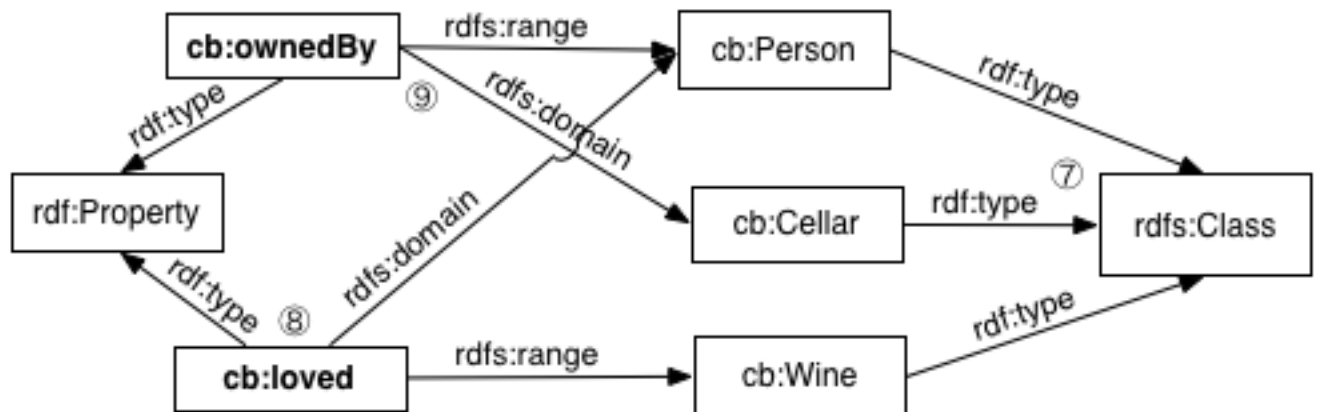 cb:ownedBy
rdfs:range
cb:Person
rdf:type
rdf:type
⑨
rdfs:domain
rdf:Property
cb:Cellar
rdf:type
⑦
rdfs:Class
rdfs:domain
rdf:type
⑧
cb:loved
rdfs:range
cb:Wine
rdf:type